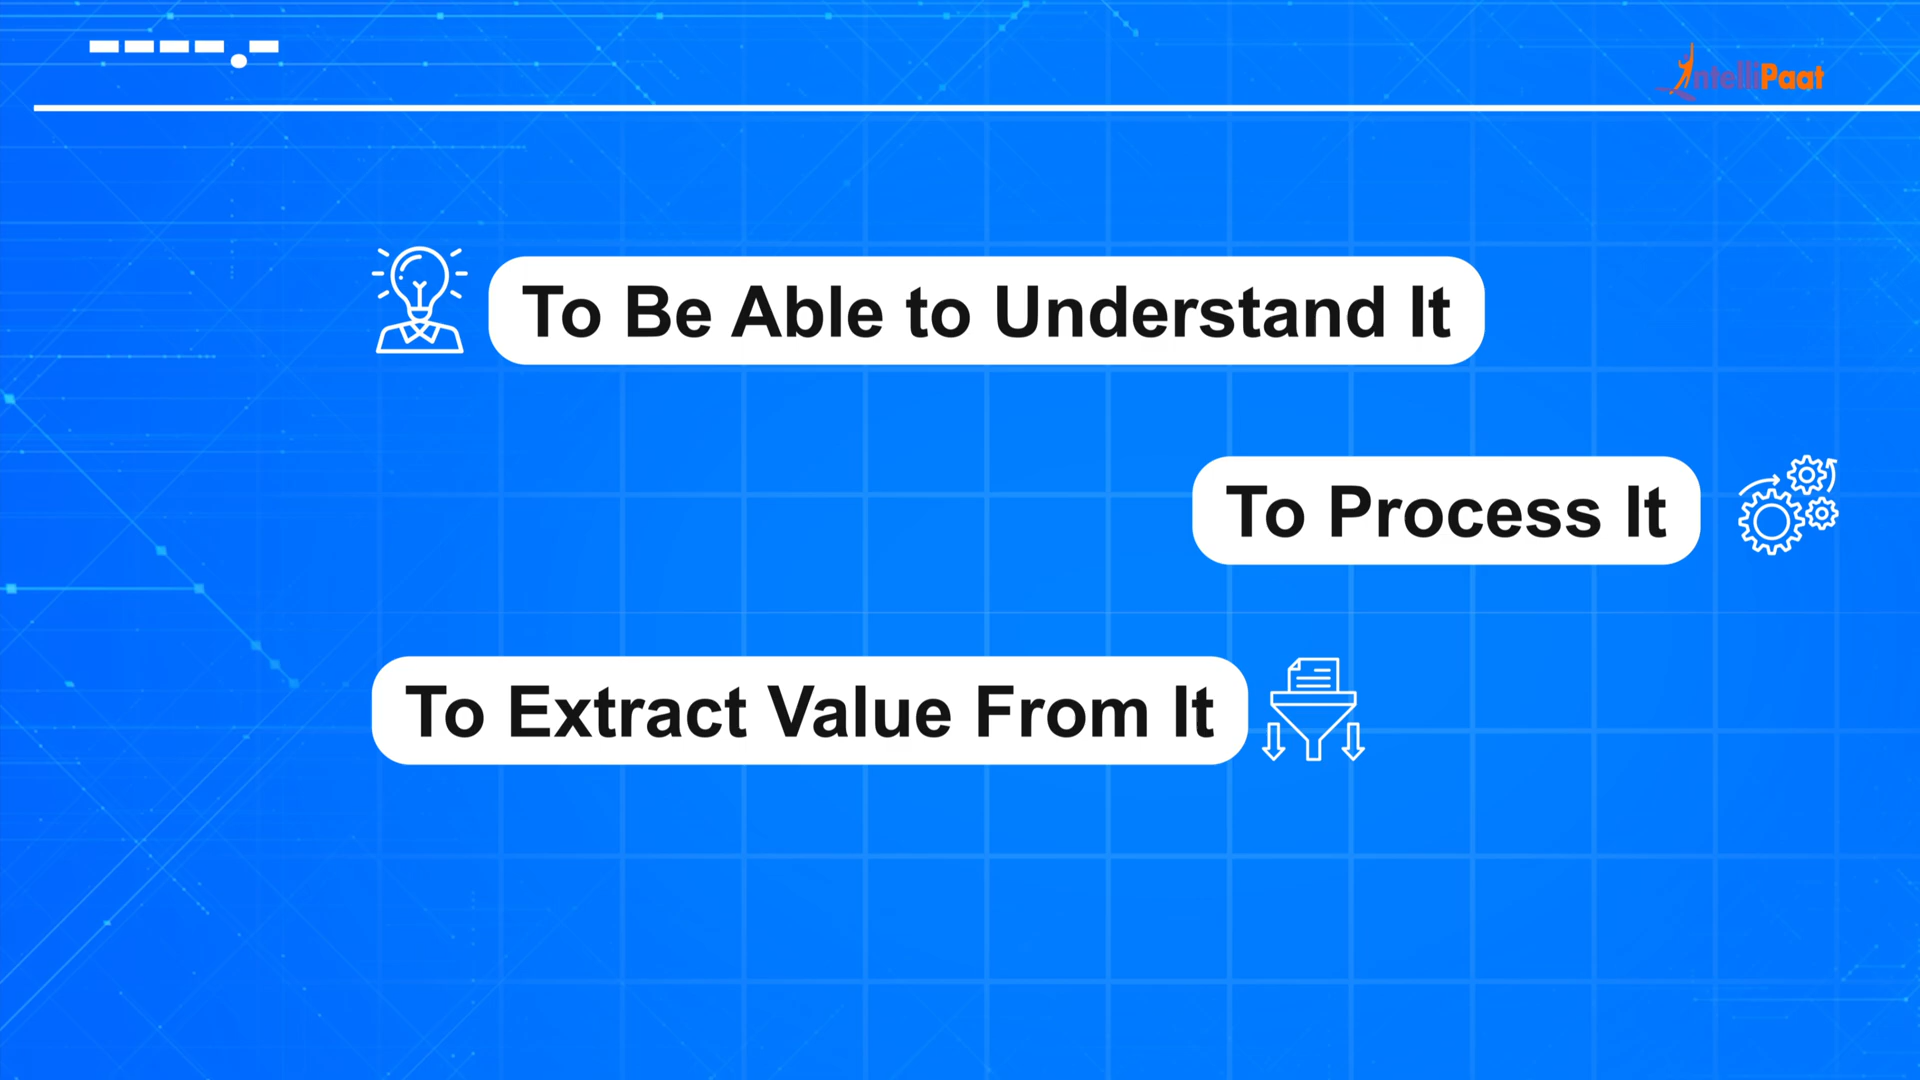 IntelliPaat
To Be Able to Understand It
To Process It
To Extract Value From It